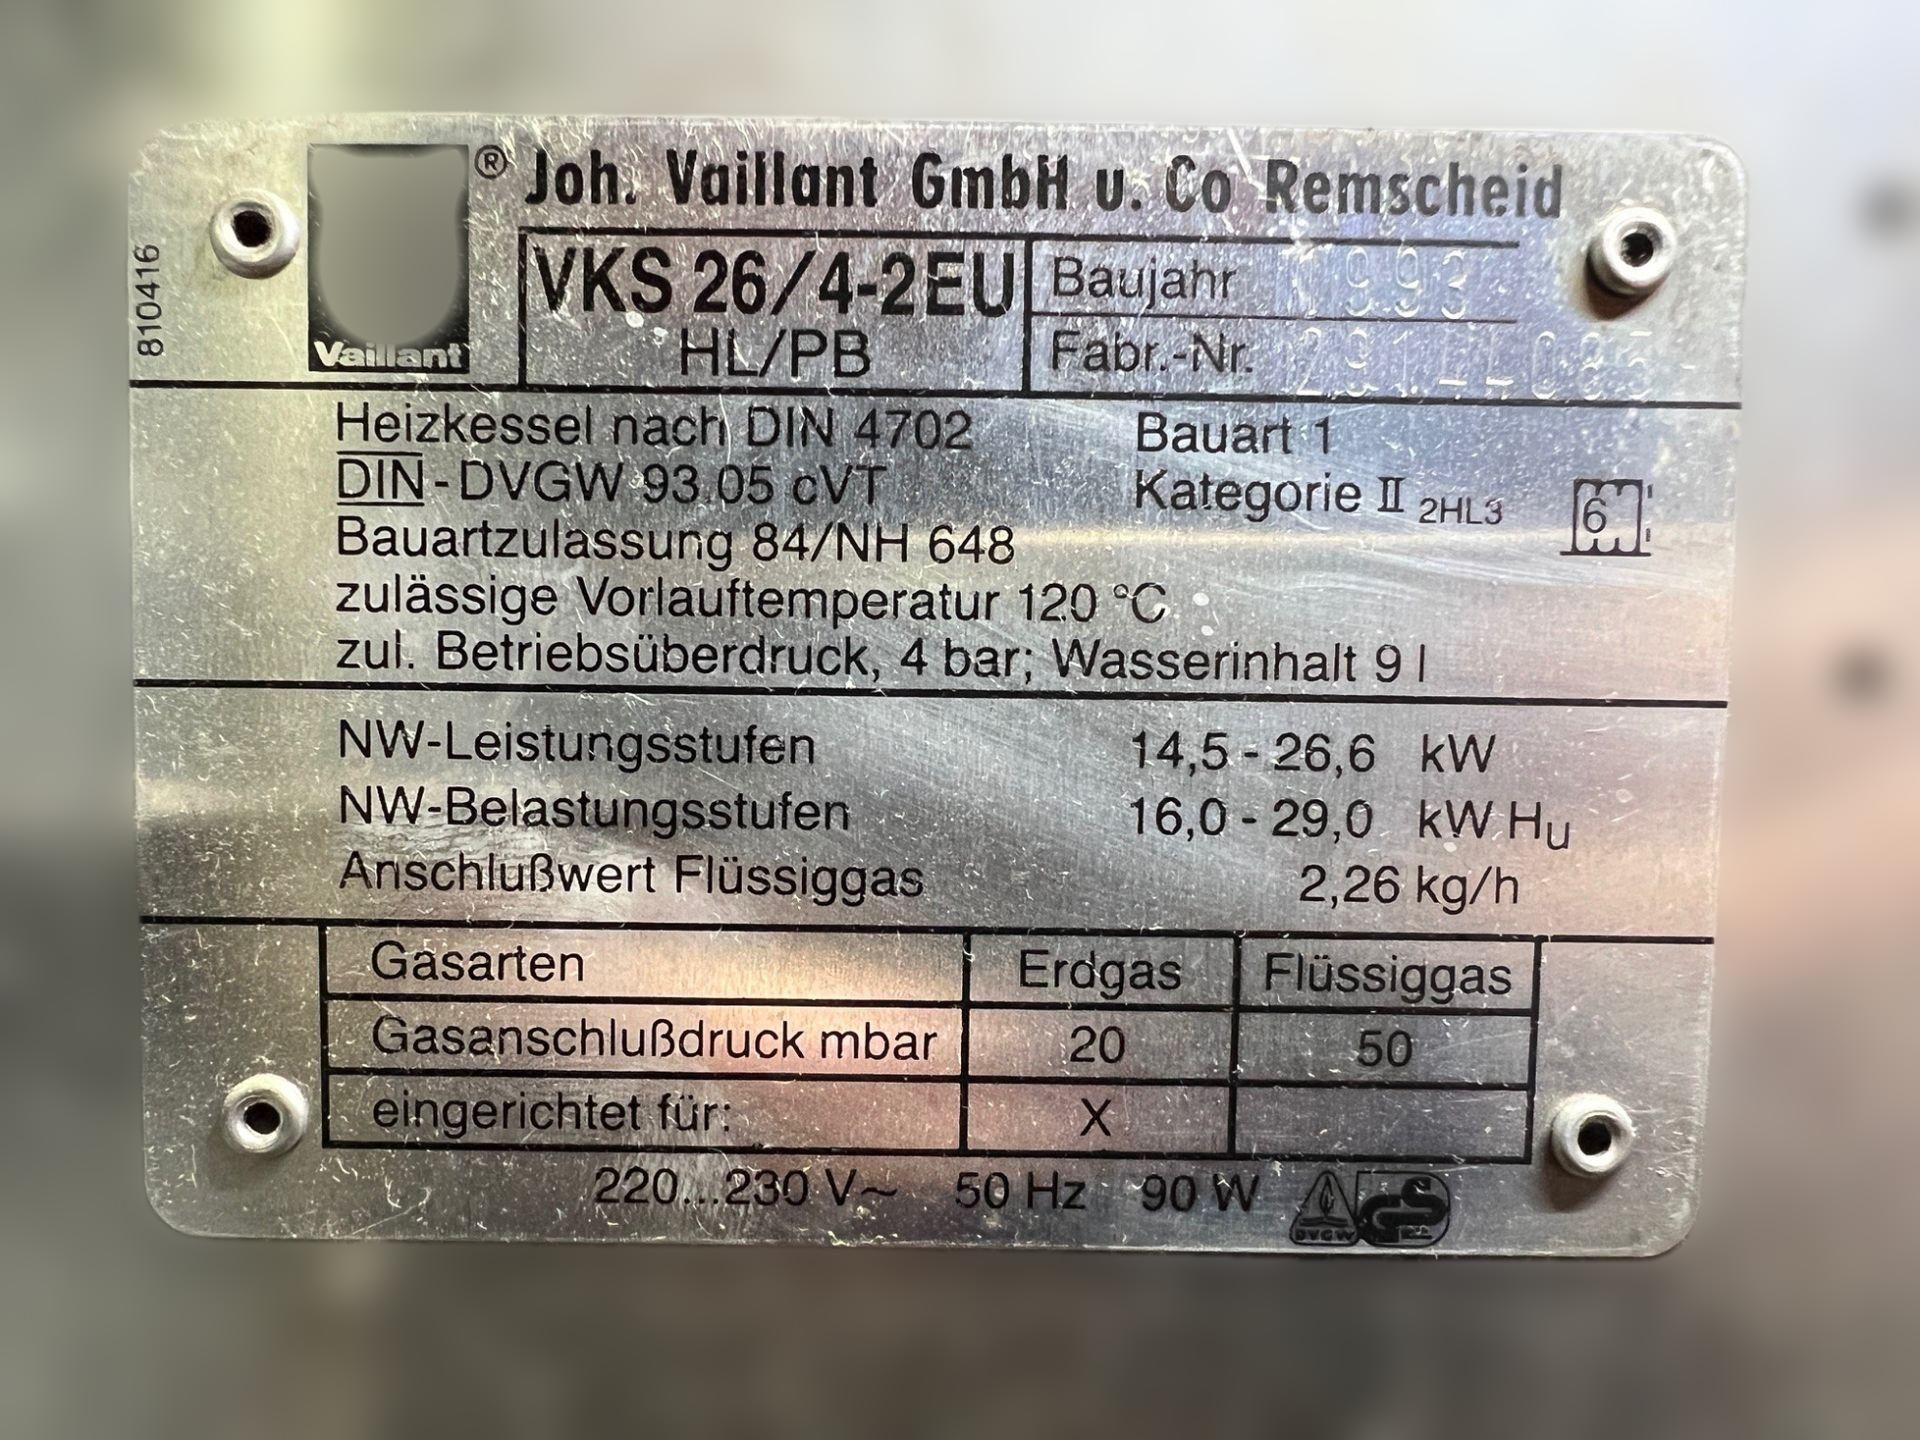 ® Joh. Vaillant GmbH u. Co Remscheid
810416
Vaillant
VKS 26/4-2EU
HL/PB
Baujahr 1993
Fabr.-Nr.
Heizkessel nach DIN 4702
Bauart 1
DIN-DVGW 93.05 cVT
Kategorie II 2HL3
6
Bauartzulassung 84/NH 648
zulässige Vorlauftemperatur 120 °C
zul. Betriebsüberdruck, 4 bar; Wasserinhalt 9 l
NW-Leistungsstufen 14,5 - 26,6 kW
NW-Belastungsstufen 16,0 - 29,0 kW Hu
Anschlußwert Flüssiggas 2,26 kg/h
Gasarten Erdgas Flüssiggas
Gasanschlußdruck mbar 20 50
eingerichtet für: X
220...230 V~ 50 Hz 90 W
DVGW GS